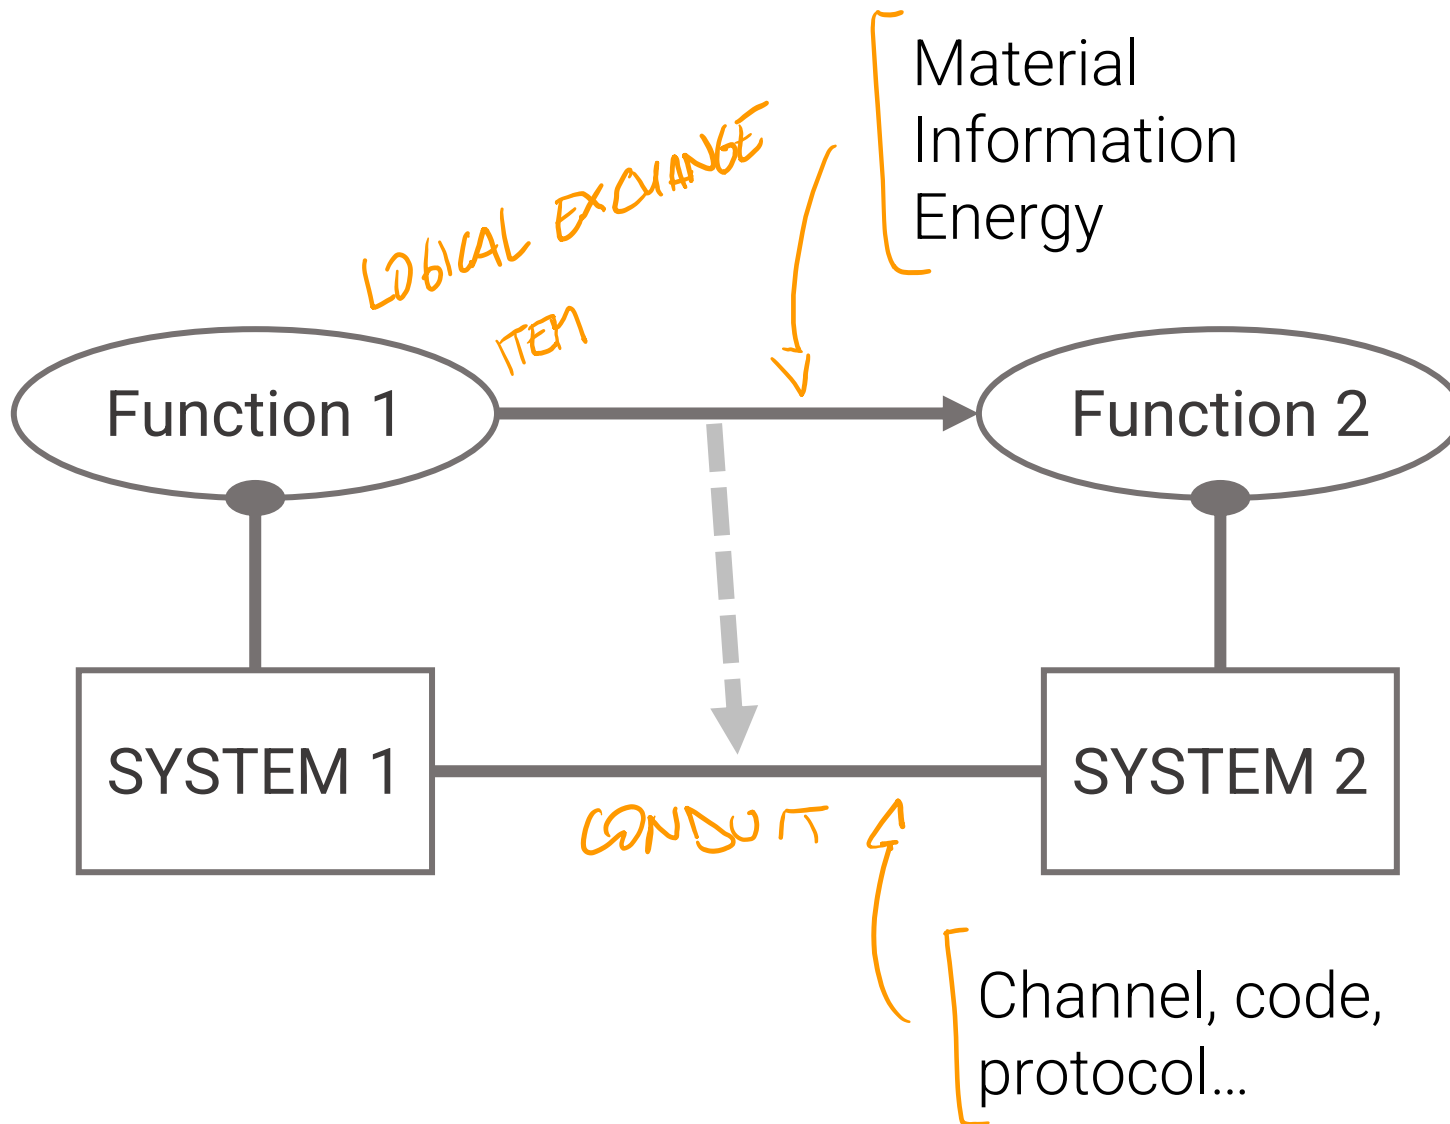 Material
Information
Energy
LOGICAL EXCHANGE
ITEM
Function 1
Function 2
SYSTEM 1
SYSTEM 2
CONDUIT
Channel, code,
protocol...